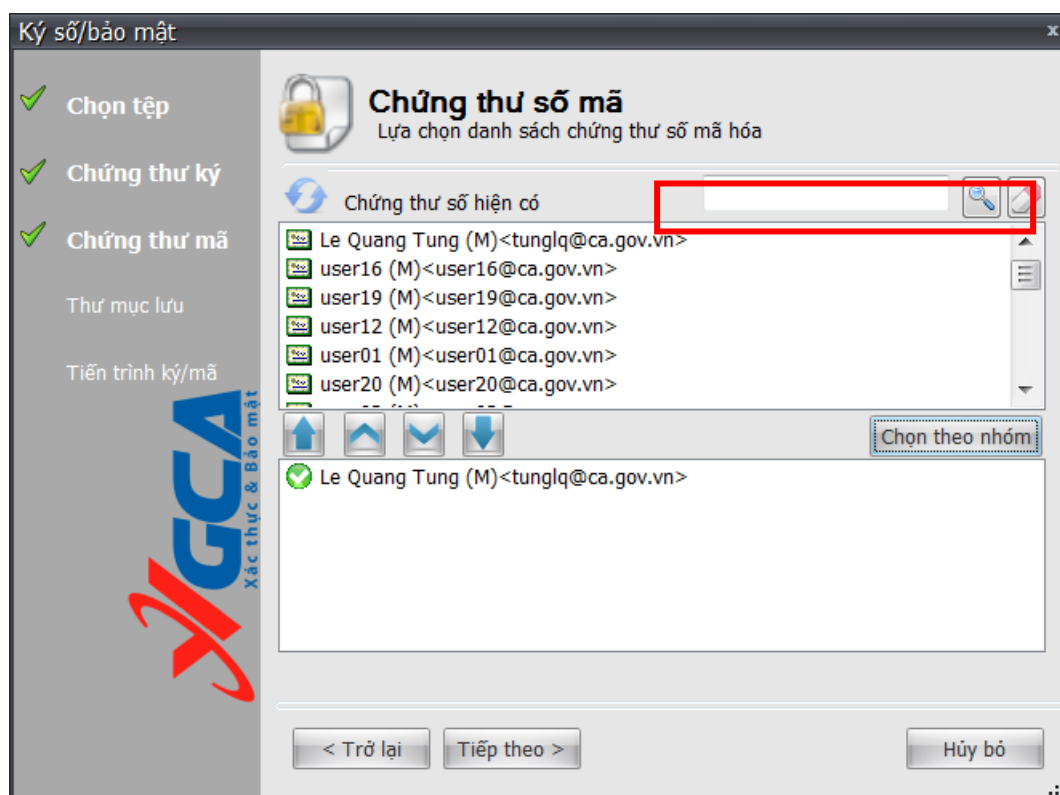 Ký số/bảo mật
x
Chọn tệp
Chứng thư ký
Chứng thư mã
Thư mục lưu
Tiến trình ký/mã
GCA
Xác thực & Bảo mật
Chứng thư số mã
Lựa chọn danh sách chứng thư số mã hóa
Chứng thư số hiện có
Le Quang Tung (M)<tunglq@ca.gov.vn>
user16 (M)<user16@ca.gov.vn>
user19 (M)<user19@ca.gov.vn>
user12 (M)<user12@ca.gov.vn>
user01 (M)<user01@ca.gov.vn>
user20 (M)<user20@ca.gov.vn>
Chọn theo nhóm
Le Quang Tung (M)<tunglq@ca.gov.vn>
< Trở lại
Tiếp theo >
Hủy bỏ